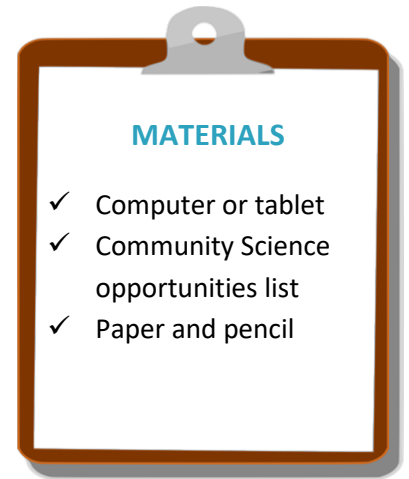 MATERIALS
✓ Computer or tablet
✓ Community Science
opportunities list
✓ Paper and pencil